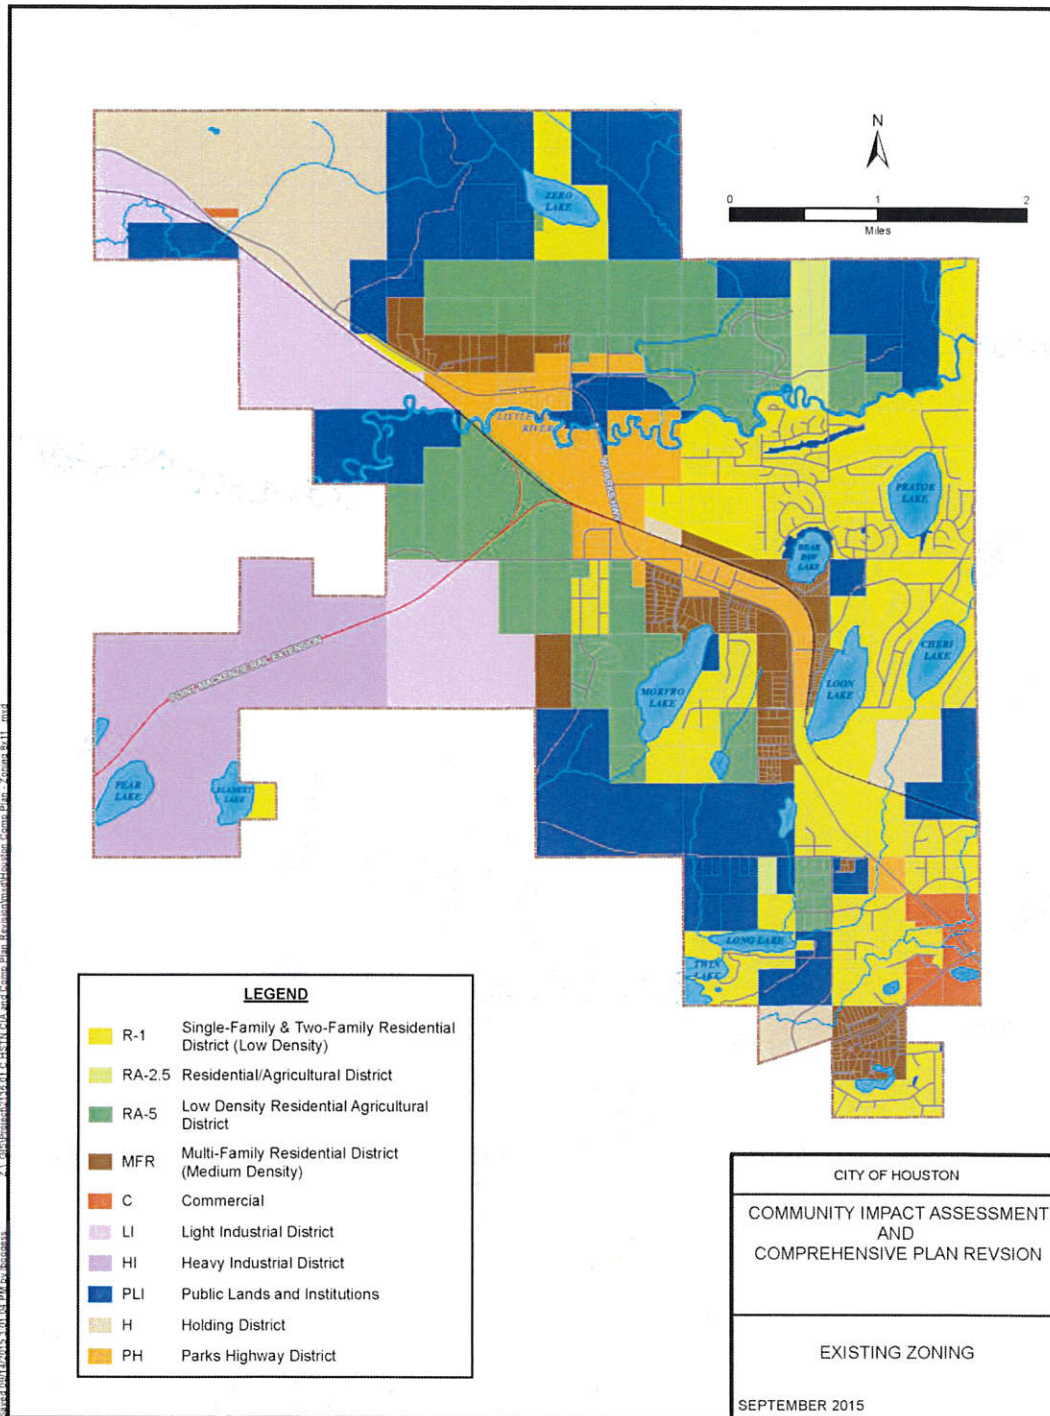 N
0 1 2
Miles
ZERO
LAKE
LITTLE
RIVER
W PARKS HWY
PRATOR
LAKE
BEAR
PAW
LAKE
CHERI
LAKE
MORVRO
LAKE
LOON
LAKE
POINT MACKENZIE RAIL EXTENSION
PEAR
LAKE
LAKE
LONG LAKE
TWIN
LAKE
LEGEND
R-1 Single-Family & Two-Family Residential
District (Low Density)
RA-2.5 Residential/Agricultural District
RA-5 Low Density Residential Agricultural
District
MFR Multi-Family Residential District
(Medium Density)
C Commercial
LI Light Industrial District
HI Heavy Industrial District
PLI Public Lands and Institutions
H Holding District
PH Parks Highway District
CITY OF HOUSTON
COMMUNITY IMPACT ASSESSMENT
AND
COMPREHENSIVE PLAN REVSION
EXISTING ZONING
SEPTEMBER 2015